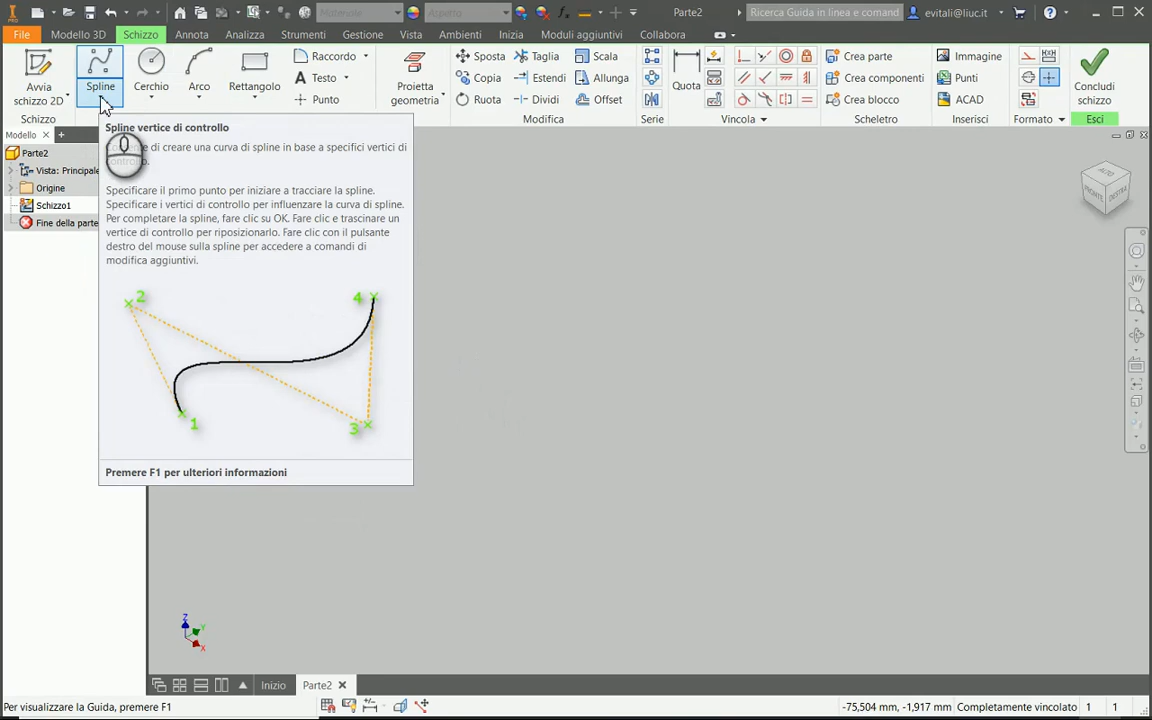 Materiale
Aspetto
Parte2
Ricerca Guida in linea e comand
evitali@liuc.it
PRO
File
Modello 3D
Schizzo
Annota
Analizza
Strumenti
Gestione
Vista
Ambienti
Inizia
Moduli aggiuntivi
Collabora
Avvia
schizzo 2D
Spline
Cerchio
Arco
Rettangolo
Raccordo
Testo
Punto
Proietta
geometria
Sposta
Copia
Ruota
Taglia
Estendi
Dividi
Scala
Allunga
Offset
Quota
Crea parte
Crea componenti
Crea blocco
Immagine
Punti
ACAD
Concludi
schizzo
Schizzo
Modifica
Serie
Vincola
Scheletro
Inserisci
Formato
Esci
Modello
Parte2
Vista: Principale
Origine
Schizzo1
Fine della parte
Spline vertice di controllo
di creare una curva di spline in base a specifici vertici di
Specificare il primo punto per iniziare a tracciare la spline.
Specificare i vertici di controllo per influenzare la curva di spline.
Per completare la spline, fare clic su OK. Fare clic e trascinare un
vertice di controllo per riposizionarlo. Fare clic con il pulsante
destro del mouse sulla spline per accedere a comandi di
modifica aggiuntivi.
2
4
1
3
Premere F1 per ulteriori informazioni
ALTO
DESTRA
Z
Y
X
Inizio
Parte2
Per visualizzare la Guida, premere F1
-75,504 mm, -1,917 mm
Completamente vincolato
1
1